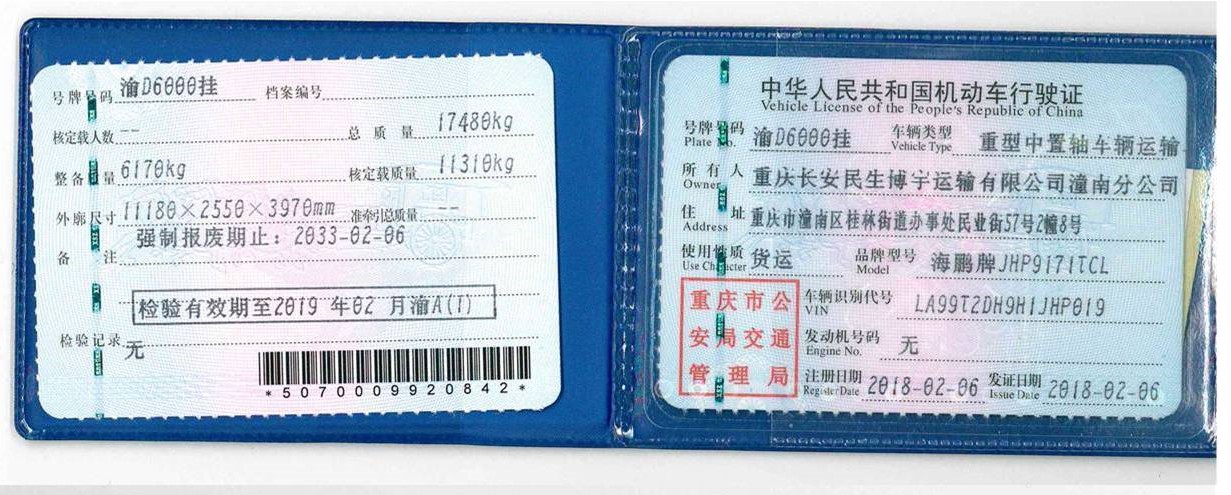 号牌号码 渝D6000挂 档案编号
核定载人数 -- 总质量 17480kg
整备质量 6170kg 核定载质量 11310kg
外廓尺寸 11180×2550×3970mm 准牵引总质量 --
备注 强制报废期止：2033-02-06
检验有效期至2019 年02 月渝A(1)
检验记录 无
*5070009920842*
中华人民共和国机动车行驶证
Vehicle License of the People's Republic of China
号牌号码 渝D6000挂 车辆类型 重型中置轴车辆运输
Plate No. Vehicle Type
所有人 重庆长安民生博宇运输有限公司潼南分公司
Owner
住址 重庆市潼南区桂林街道办事处民业街57号2幢8号
Address
使用性质 货运 品牌型号 海鹏牌JHP9171TCL
Use Character Model
重庆市公
安局交通
管理局
车辆识别代号 LA99T2DH9H1JHP019
VIN
发动机号码 无
Engine No.
注册日期 2018-02-06 发证日期 2018-02-06
Register Date Issue Date